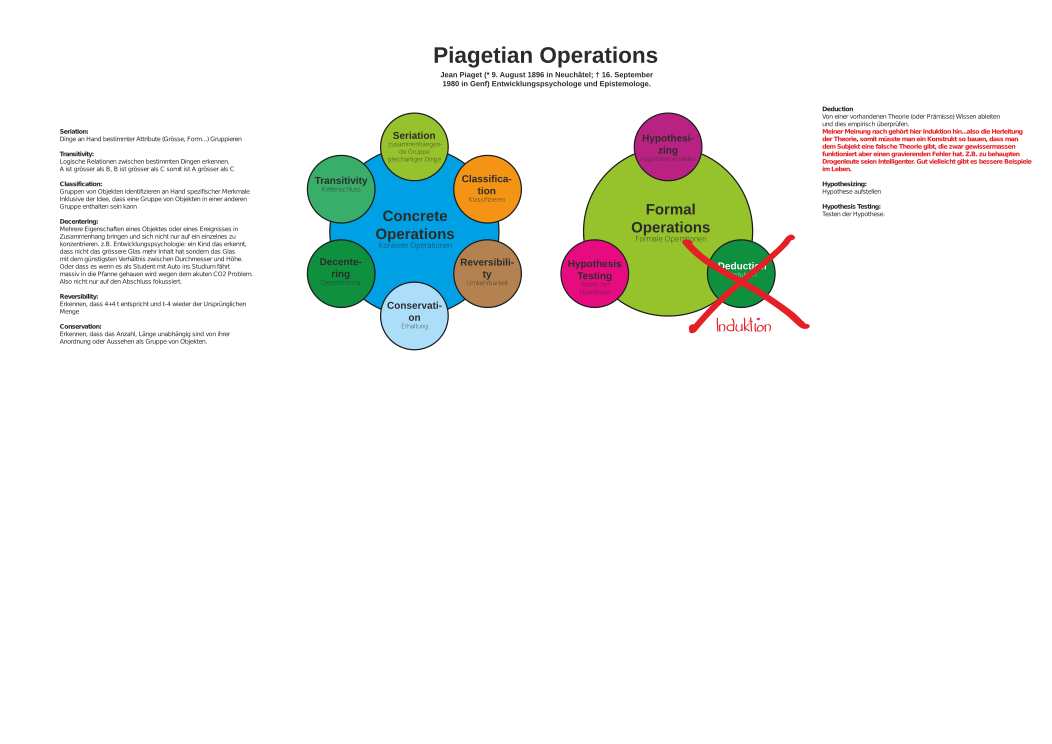 Piagetian Operations
Jean Piaget (* 9. August 1896 in Neuchâtel; † 16. September
1980 in Genf) Entwicklungspsychologe und Epistemologe.
Seriation:
Dinge an Hand bestimmter Attribute (Grösse, Form...) Gruppieren
Transitivity:
Logische Relationen zwischen bestimmten Dingen erkennen.
A ist grösser als B, B ist grösser als C somit ist A grösser als C
Classification:
Gruppen von Objekten identifizieren an Hand spezifischer Merkmale
Inklusive der Idee, dass eine Gruppe von Objekten in einer anderen
Gruppe enthalten sein kann
Decentering:
Mehrere Eigenschaften eines Objektes oder eines Ereignisses in
Zusammenhang bringen und sich nicht nur auf ein einzelnes zu
konzentrieren. z.B. Entwicklungspsychologie: ein Kind das erkennt,
dass nicht das grössere Glas mehr Inhalt hat sondern das Glas
mit dem günstigsten Verhältnis zwischen Durchmesser und Höhe.
Oder dass es wenn es als Student mit Auto ins Studium fährt
massiv in die Pfanne gehauen wird wegen dem akuten CO2 Problem.
Also nicht nur auf den Abschluss fokussiert.
Reversibility:
Erkennen, dass 4+4 t entspricht und t-4 wieder der Ursprünglichen
Menge
Conservation:
Erkennen, dass das Anzahl, Länge unabhängig sind von ihrer
Anordnung oder Aussehen als Gruppe von Objekten.
Seriation
zusammenhängen-
de Gruppe
gleichartiger Dinge
Transitivity
Kettenschluss
Classifica-
tion
Klassifizieren
Concrete
Operations
Konkrete Operationen
Decente-
ring
Dezentrierung
Reversibili-
ty
Umkehrbarkeit
Conservati-
on
Erhaltung
Hypothesi-
zing
Hypothese aufstellen
Formal
Operations
Formale Operationen
Hypothesis
Testing
Testen der
Hypothese
Deduction
Induktion
Deduction
Von einer vorhandenen Theorie (oder Prämisse) Wissen ableiten
und dies empirisch überprüfen.
Meiner Meinung nach gehört hier Induktion hin...also die Herleitung
der Theorie, somit müsste man ein Konstrukt so bauen, dass man
dem Subjekt eine falsche Theorie gibt, die zwar gewissermassen
funktioniert aber einen gravierenden Fehler hat. Z.B. zu behaupten
Drogenleute seien Intelligenter. Gut vielleicht gibt es bessere Beispiele
im Leben.
Hypothesizing:
Hypothese aufstellen
Hypothesis Testing:
Testen der Hypothese.